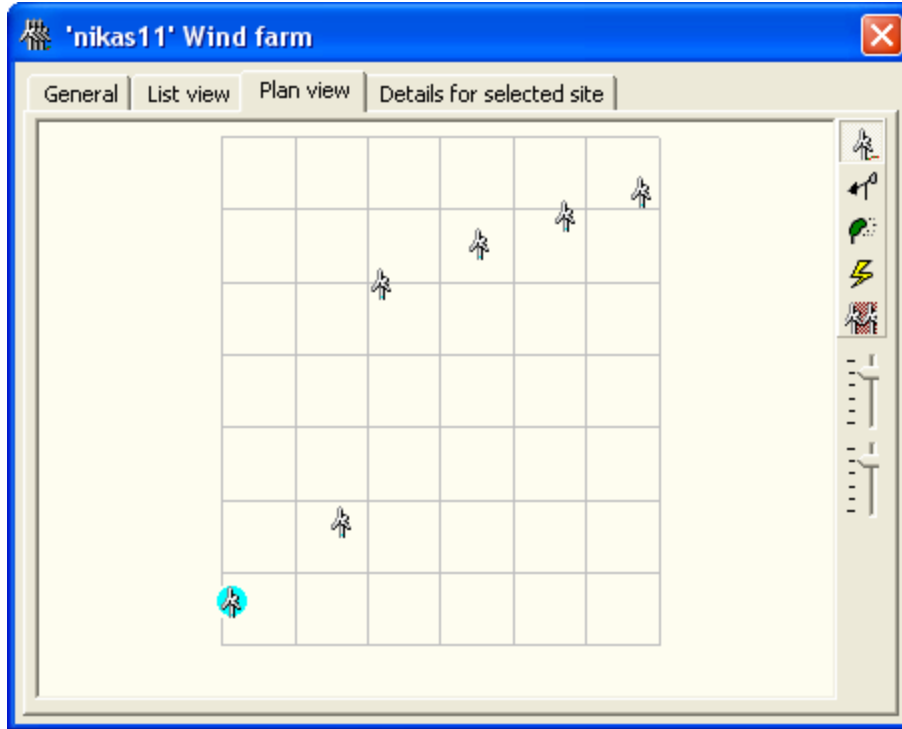 'nikas11' Wind farm
General List view Plan view Details for selected site